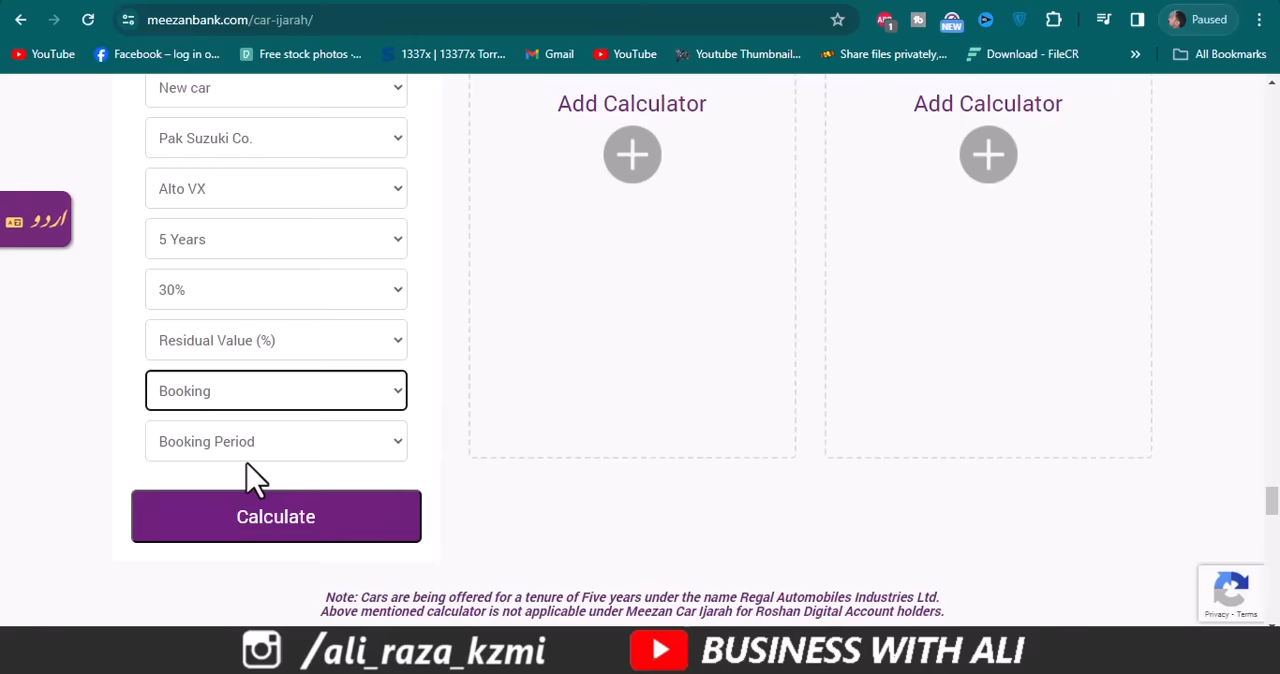 meezanbank.com/car-ijarah/
1
NEW
Paused
YouTube
Facebook – log in o...
Free stock photos -...
1337x | 13377x Torr...
Gmail
YouTube
Youtube Thumbnail...
Share files privately,...
Download - FileCR
»
All Bookmarks
New car
Pak Suzuki Co.
Alto VX
5 Years
30%
Residual Value (%)
Booking
Booking Period
Calculate
Add Calculator
Add Calculator
اردو
Note: Cars are being offered for a tenure of Five years under the name Regal Automobiles Industries Ltd.
Above mentioned calculator is not applicable under Meezan Car Ijarah for Roshan Digital Account holders.
Privacy - Terms
/ali_raza_kzmi
BUSINESS WITH ALI